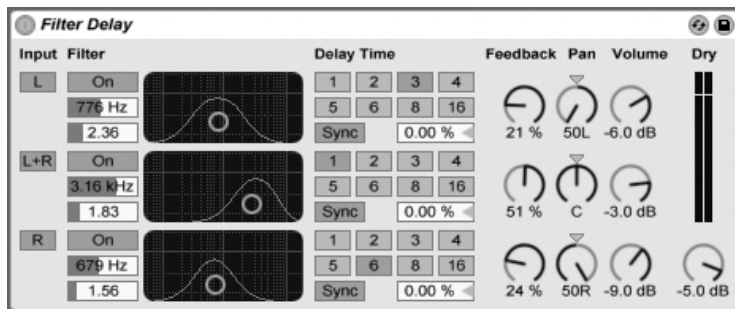 Filter Delay
Input Filter Delay Time Feedback Pan Volume Dry
L On 1 2 3 4
776 Hz 5 6 8 16
2.36 Sync 0.00 % 21 % 50L -6.0 dB
L+R On 1 2 3 4
3.16 kHz 5 6 8 16
1.83 Sync 0.00 % 51 % C -3.0 dB
R On 1 2 3 4
679 Hz 5 6 8 16
1.56 Sync 0.00 % 24 % 50R -9.0 dB -5.0 dB